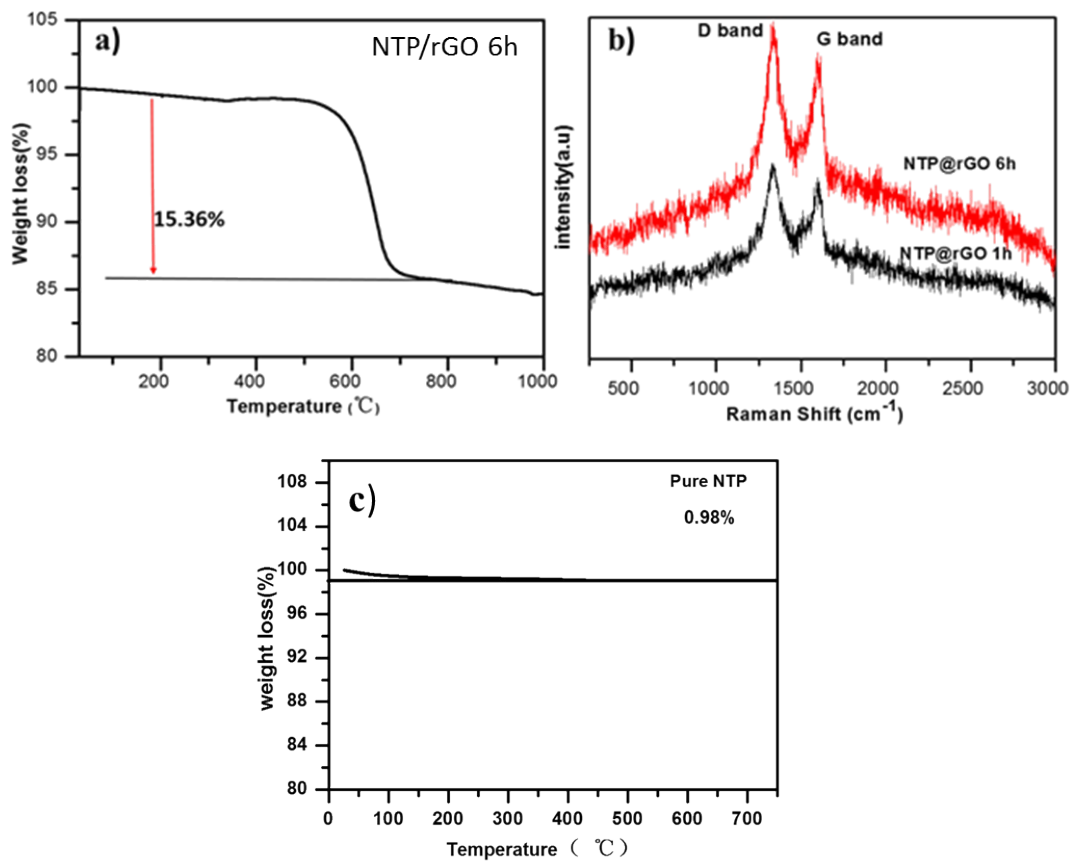 a)
NTP/rGO 6h
105
100
95
90
85
80
Weight loss(%)
15.36%
200
400
600
800
1000
Temperature (℃)
b)
D band
G band
NTP@rGO 6h
NTP@rGO 1h
intensity(a.u)
500
1000
1500
2000
2500
3000
Raman Shift (cm⁻¹)
c)
Pure NTP
0.98%
108
104
100
96
92
88
84
80
weight loss(%)
0
100
200
300
400
500
600
700
Temperature ( ℃)